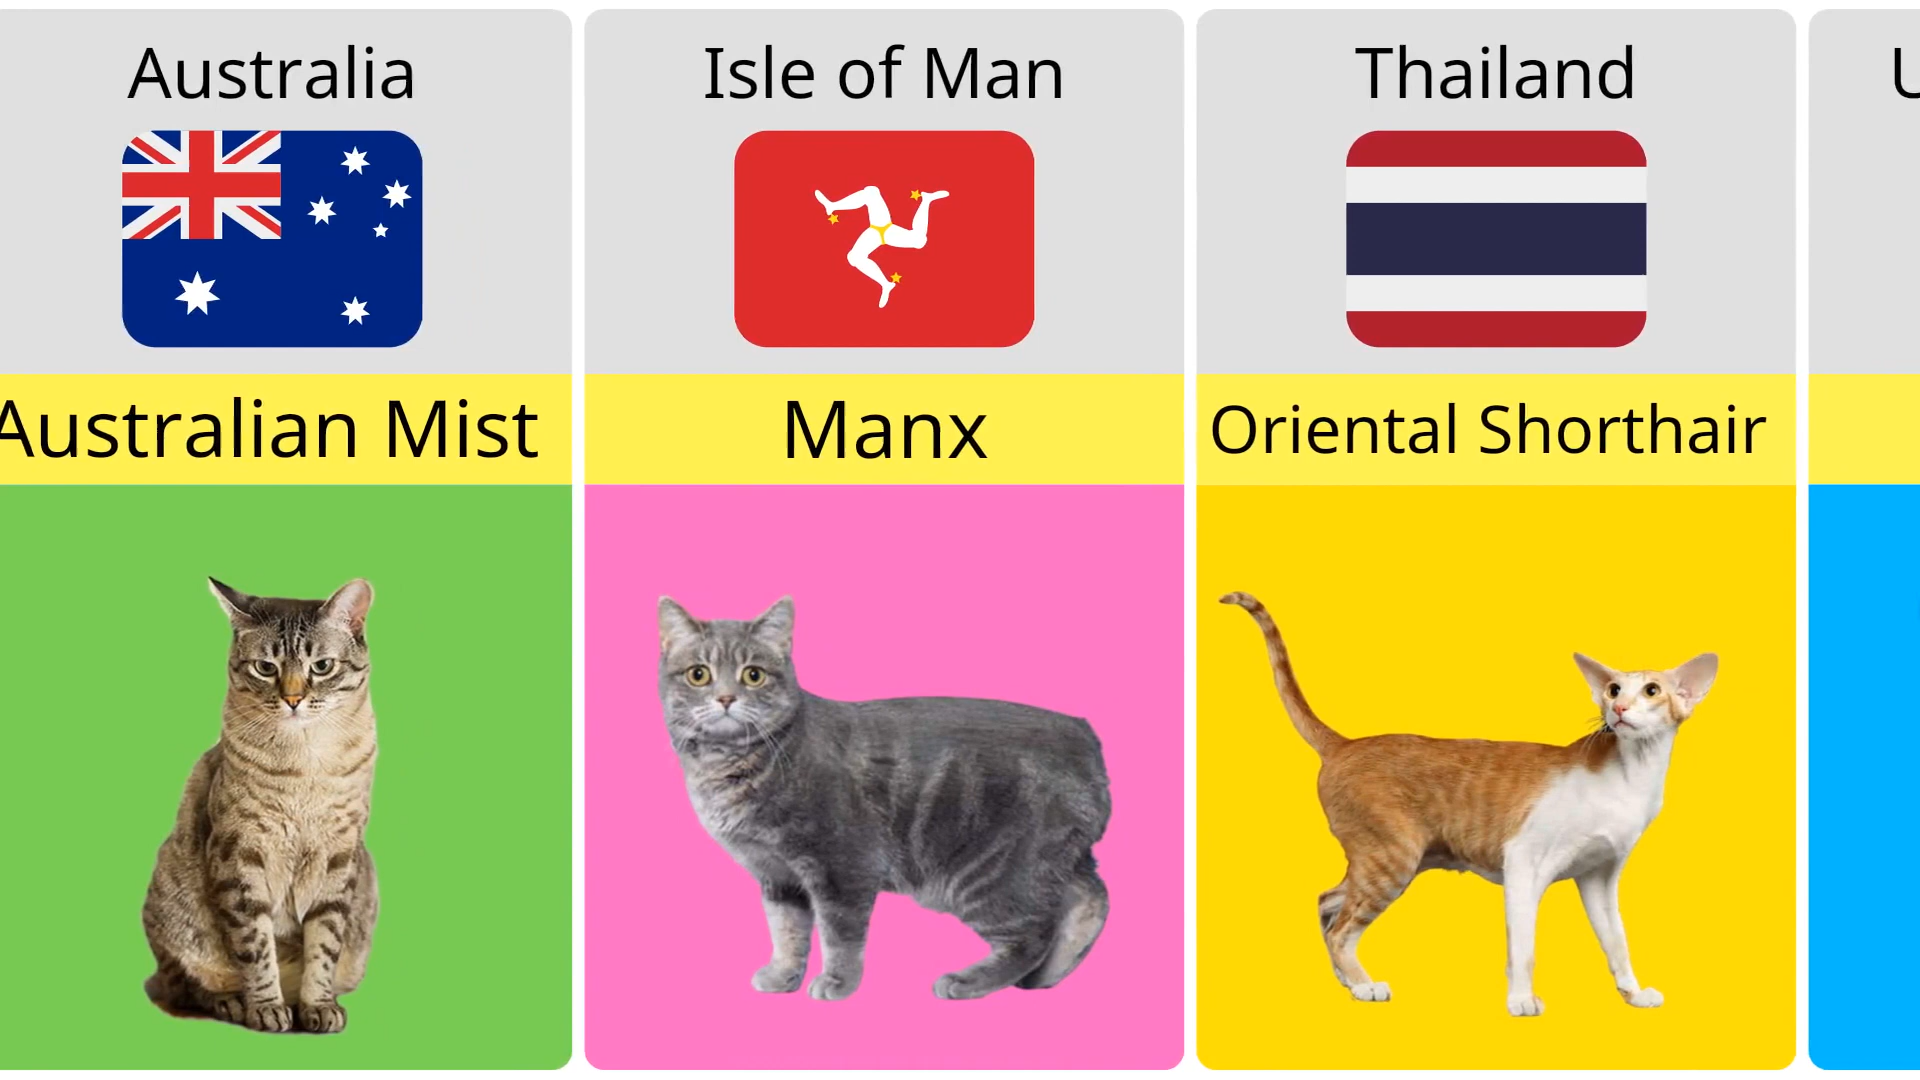 Australia
Australian Mist
Isle of Man
Manx
Thailand
Oriental Shorthair
U